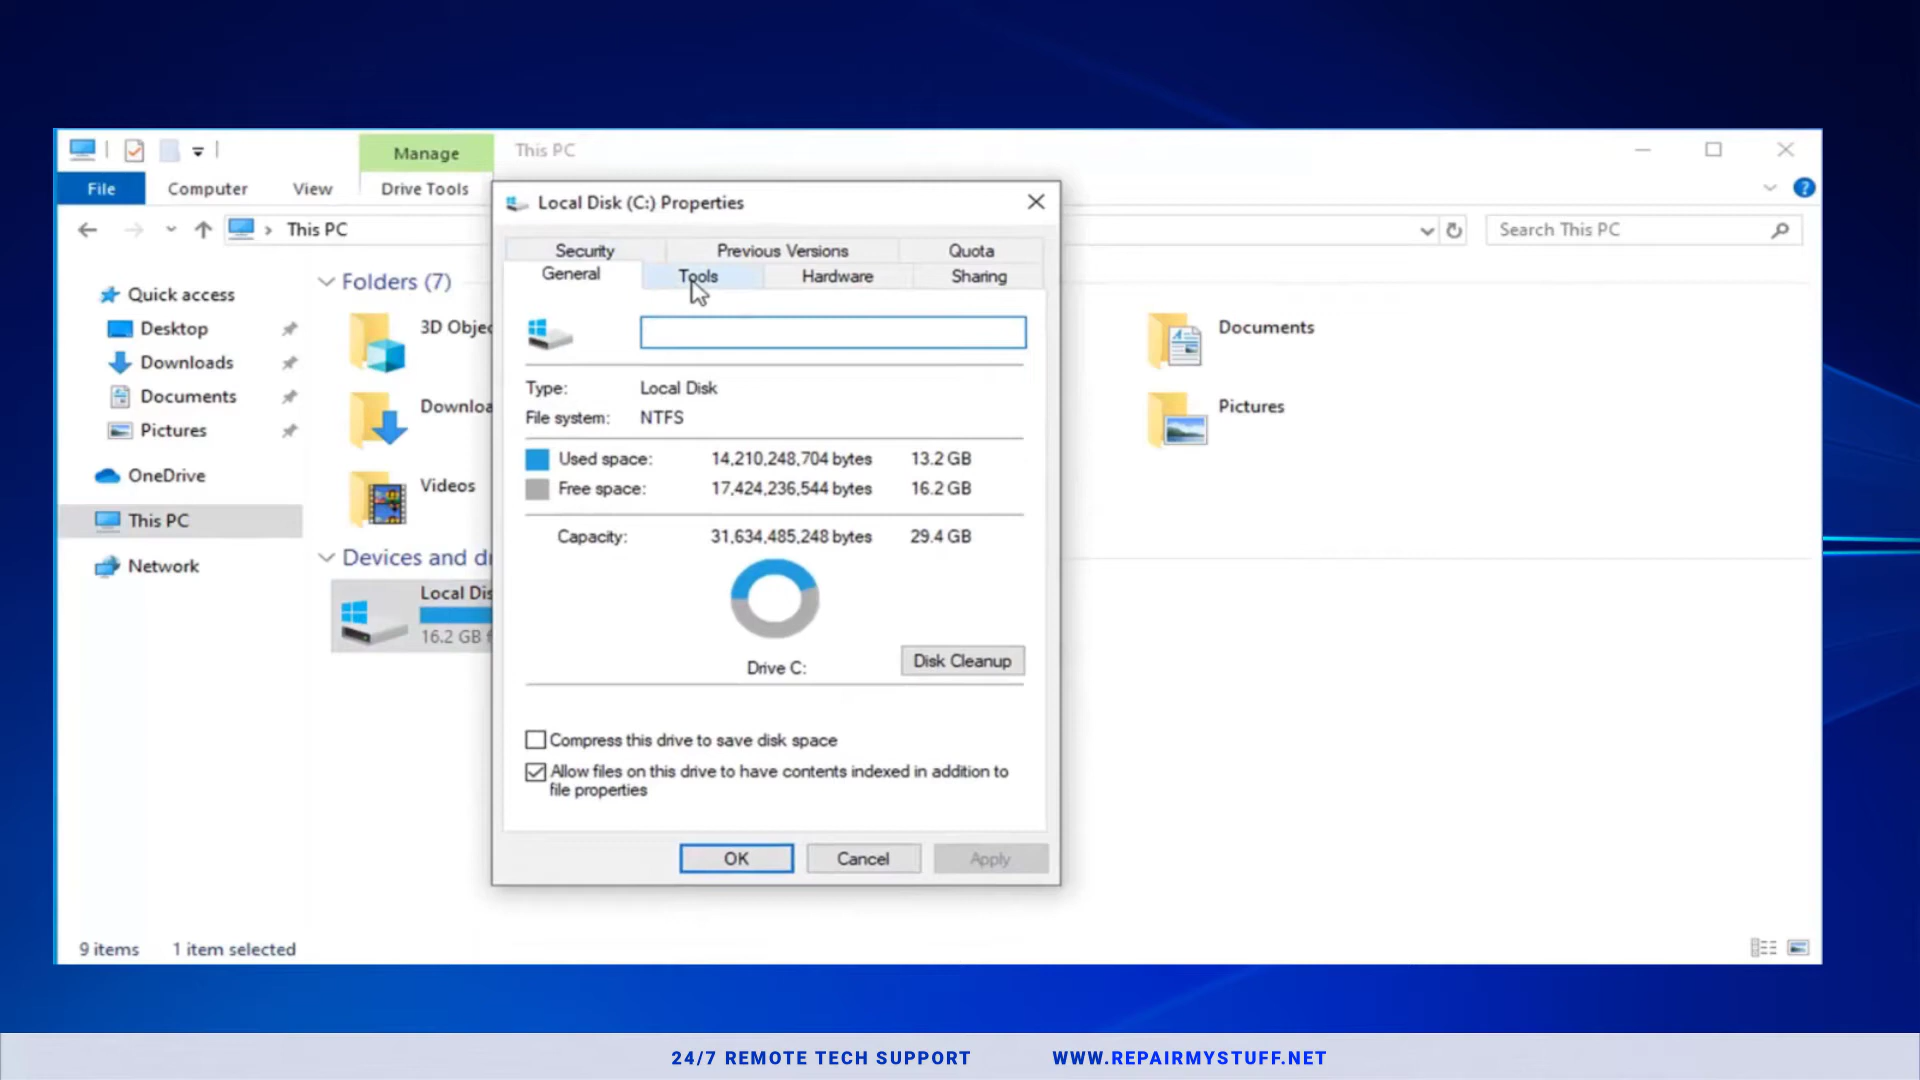 Manage
This PC
File
Computer
View
Drive Tools
?
This PC
Search This PC
Quick access
Desktop
Downloads
Documents
Pictures
OneDrive
This PC
Network
Folders (7)
3D Objec
Downloa
Videos
Documents
Pictures
Devices and dr
Local Dis
16.2 GB f
Local Disk (C:) Properties
Security
Previous Versions
Quota
General
Tools
Hardware
Sharing
Type: Local Disk
File system: NTFS
Used space: 14,210,248,704 bytes 13.2 GB
Free space: 17,424,236,544 bytes 16.2 GB
Capacity: 31,634,485,248 bytes 29.4 GB
Drive C:
Disk Cleanup
Compress this drive to save disk space
Allow files on this drive to have contents indexed in addition to
file properties
OK
Cancel
Apply
9 items
1 item selected
24/7 REMOTE TECH SUPPORT
WWW.REPAIRMYSTUFF.NET